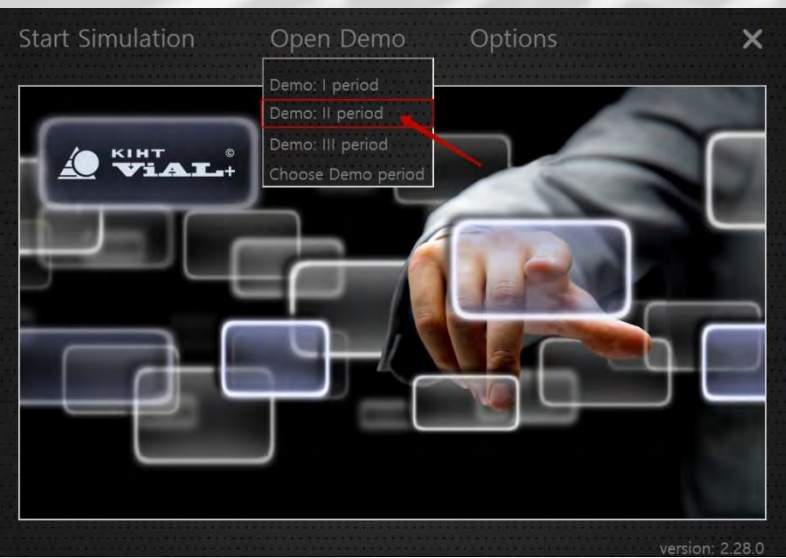 Start Simulation Open Demo Options
Demo: I period
Demo: II period
Demo: III period
Choose Demo period
KIHT ©
ViAL+
version: 2.28.0